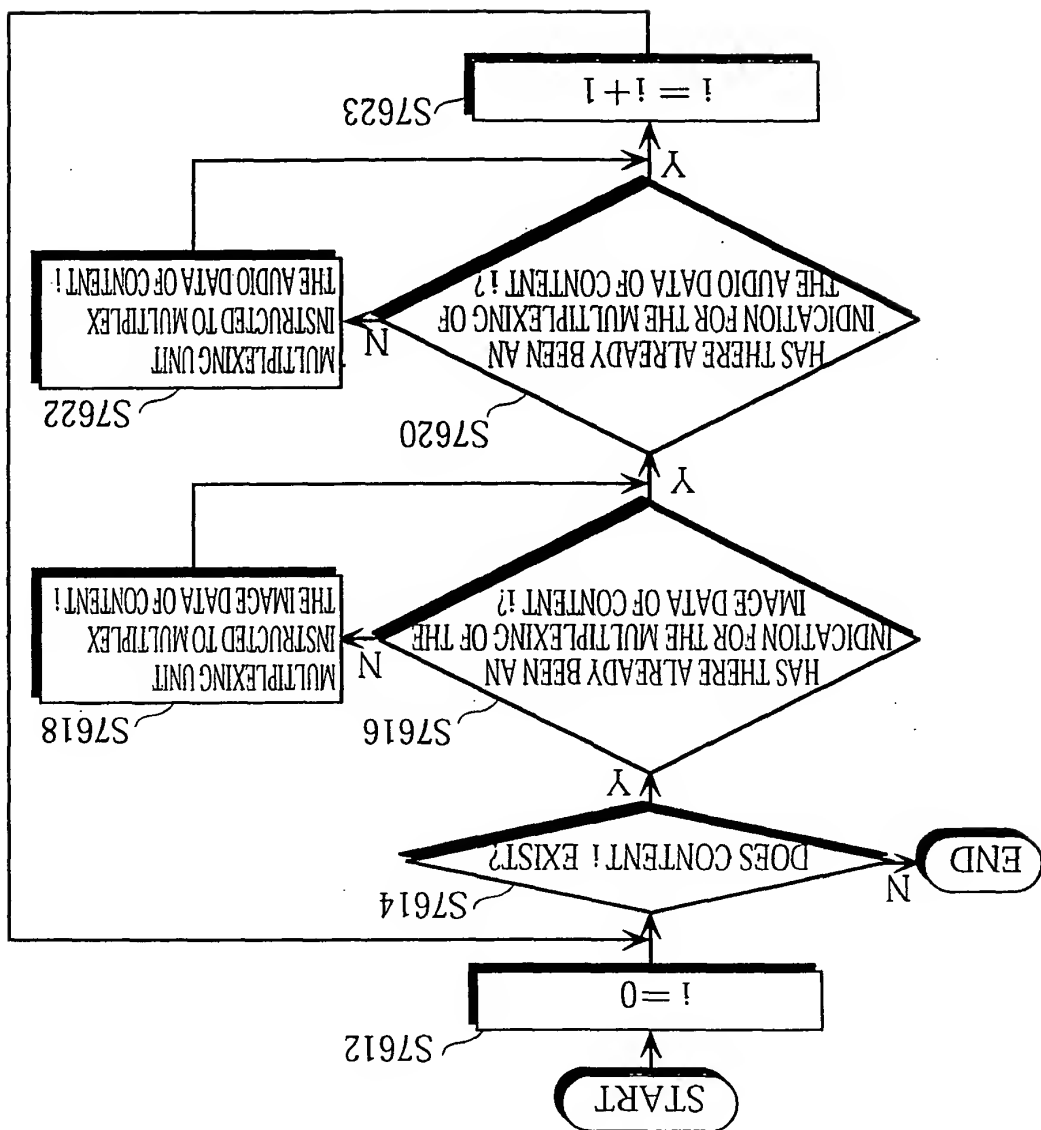 START
S7612
i=0
S7614
DOES CONTENT i EXIST?
N
END
Y
S7616
HAS THERE ALREADY BEEN AN
INDICATION FOR THE MULTIPLEXING OF THE
IMAGE DATA OF CONTENT i?
N
S7618
MULTIPLEXING UNIT
INSTRUCTED TO MULTIPLEX
THE IMAGE DATA OF CONTENT i
Y
S7620
HAS THERE ALREADY BEEN AN
INDICATION FOR THE MULTIPLEXING OF
THE AUDIO DATA OF CONTENT i?
N
S7622
MULTIPLEXING UNIT
INSTRUCTED TO MULTIPLEX
THE AUDIO DATA OF CONTENT i
Y
S7623
i=i+1